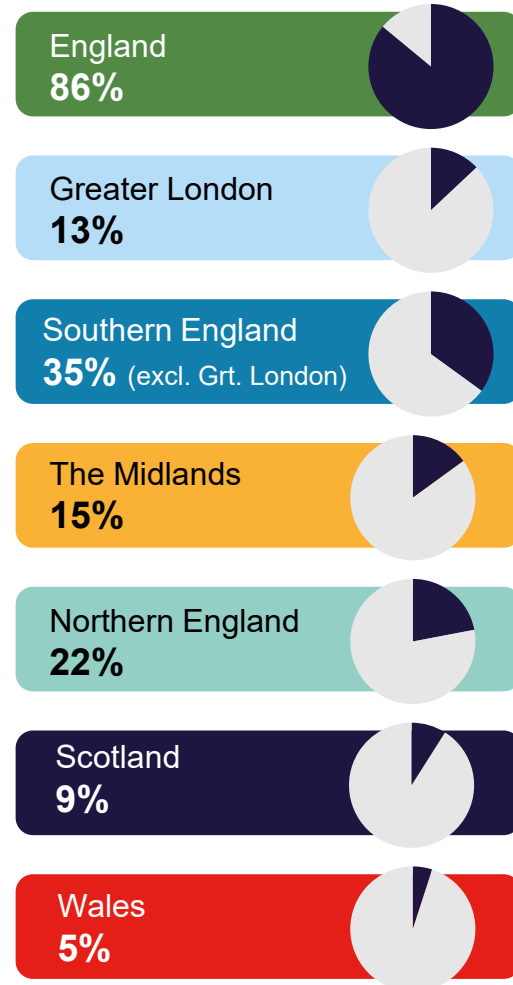 England
86%
Greater London
13%
Southern England
35% (excl. Grt. London)
The Midlands
15%
Northern England
22%
Scotland
9%
Wales
5%